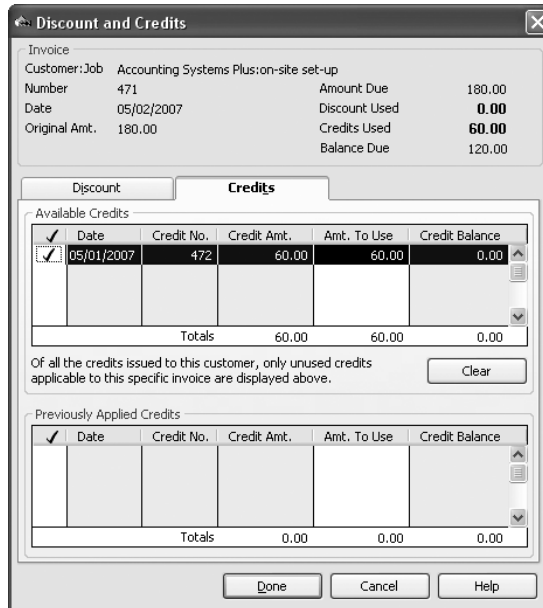 Discount and Credits
Invoice
Customer:Job Accounting Systems Plus:on-site set-up
Number 471 Amount Due 180.00
Date 05/02/2007 Discount Used 0.00
Original Amt. 180.00 Credits Used 60.00
Balance Due 120.00
Discount Credits
Available Credits
✓ Date Credit No. Credit Amt. Amt. To Use Credit Balance
✓ 05/01/2007 472 60.00 60.00 0.00
Totals 60.00 60.00 0.00
Of all the credits issued to this customer, only unused credits
applicable to this specific invoice are displayed above. Clear
Previously Applied Credits
✓ Date Credit No. Credit Amt. Amt. To Use Credit Balance
Totals 0.00 0.00 0.00
Done Cancel Help